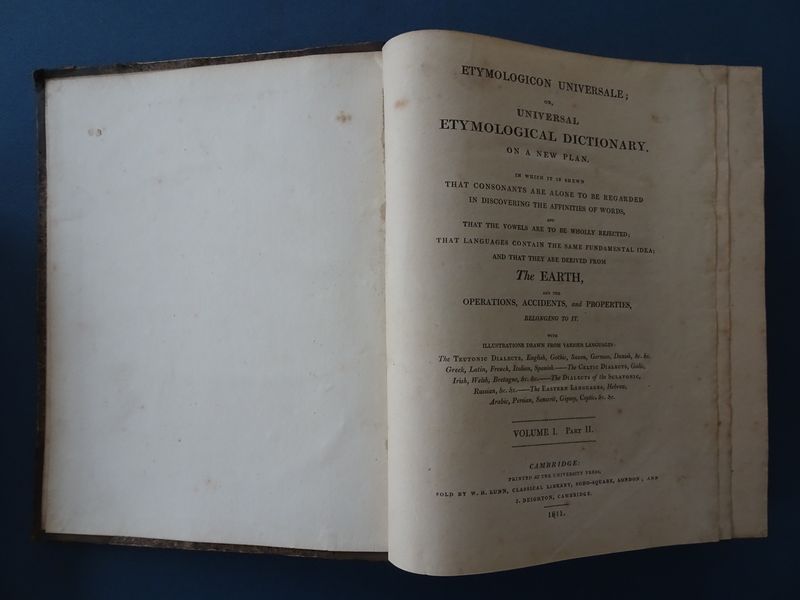 ETYMOLOGICON UNIVERSALE;
OR,
UNIVERSAL
ETYMOLOGICAL DICTIONARY.
ON A NEW PLAN.
IN WHICH IT IS SHEWN
THAT CONSONANTS ARE ALONE TO BE REGARDED
IN DISCOVERING THE AFFINITIES OF WORDS,
AND
THAT THE VOWELS ARE TO BE WHOLLY REJECTED;
THAT LANGUAGES CONTAIN THE SAME FUNDAMENTAL IDEA;
AND THAT THEY ARE DERIVED FROM
The EARTH,
AND THE
OPERATIONS, ACCIDENTS, and PROPERTIES,
BELONGING TO IT.
WITH
ILLUSTRATIONS DRAWN FROM VARIOUS LANGUAGES:
The TEUTONIC DIALECTS, English, Gothic, Saxon, German, Danish, &c. &c.
Greek, Latin, French, Italian, Spanish.—The CELTIC DIALECTS, Galic,
Irish, Welsh, Bretagne, &c. &c.—The DIALECTS of the SCLAVONIC,
Russian, &c. &c.—The EASTERN LANGUAGES, Hebrew,
Arabic, Persian, Sanscrit, Gipsey, Coptic, &c. &c.
VOLUME I. PART II.
CAMBRIDGE:
PRINTED AT THE UNIVERSITY PRESS;
SOLD BY W. H. LUNN, CLASSICAL LIBRARY, SOHO-SQUARE, LONDON; AND
J. DEIGHTON, CAMBRIDGE.
1811.